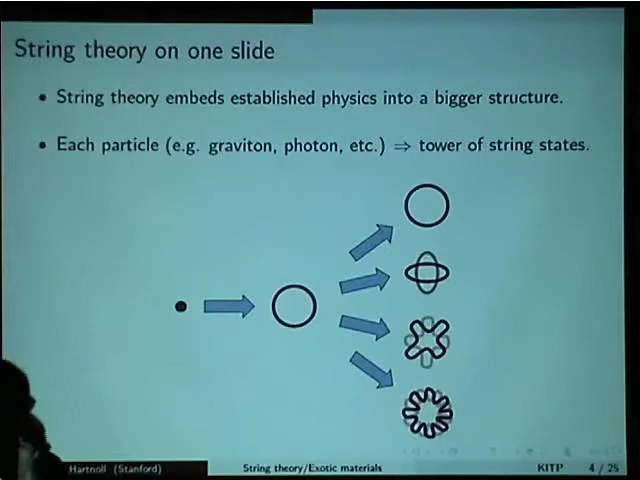 String theory on one slide
• String theory embeds established physics into a bigger structure.
• Each particle (e.g. graviton, photon, etc.) ⇒ tower of string states.
Hartnoll (Stanford) String theory/Exotic materials KITP 4 / 25